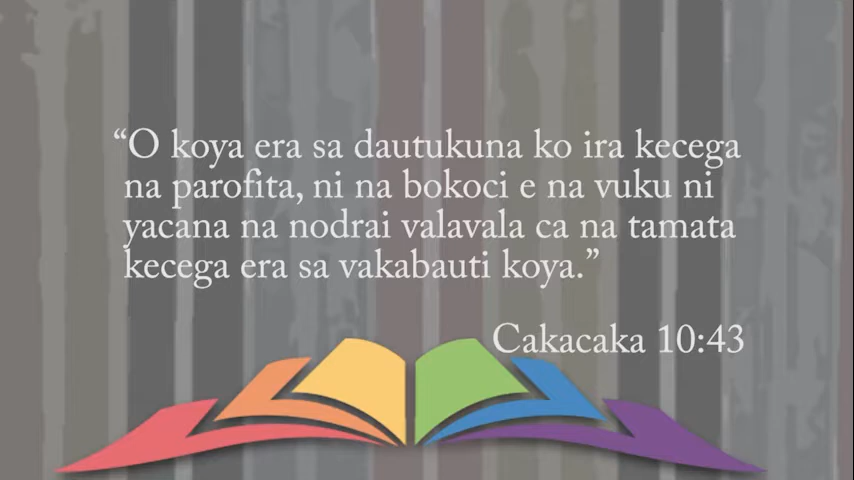 “O koya era sa dautukuna ko ira kecega
na parofita, ni na bokoci e na vuku ni
yacana na nodrai valavala ca na tamata
kecega era sa vakabauti koya.”
Cakacaka 10:43